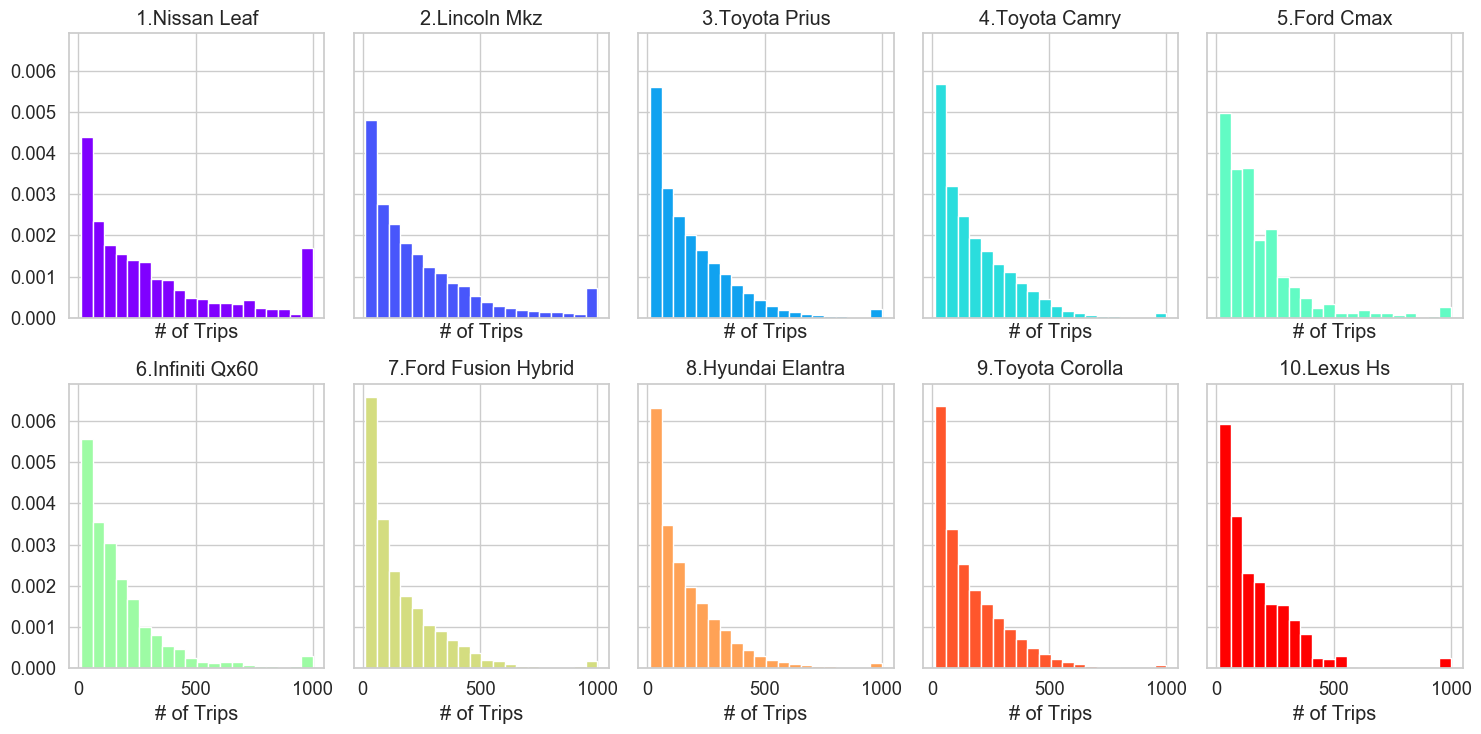 1.Nissan Leaf
2.Lincoln Mkz
3.Toyota Prius
4.Toyota Camry
5.Ford Cmax
0.006
0.005
0.004
0.003
0.002
0.001
0.000
# of Trips
# of Trips
# of Trips
# of Trips
# of Trips
6.Infiniti Qx60
7.Ford Fusion Hybrid
8.Hyundai Elantra
9.Toyota Corolla
10.Lexus Hs
0.006
0.005
0.004
0.003
0.002
0.001
0.000
0 500 1000
0 500 1000
0 500 1000
0 500 1000
0 500 1000
# of Trips
# of Trips
# of Trips
# of Trips
# of Trips